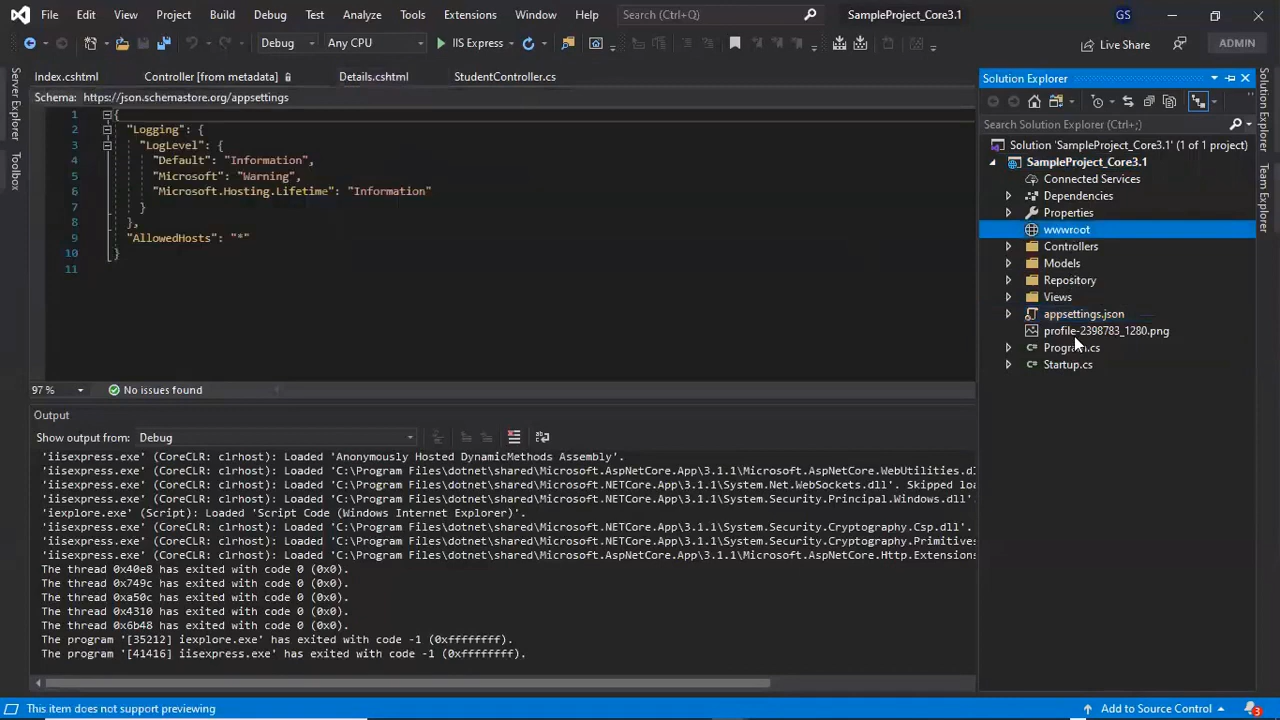 File Edit View Project Build Debug Test Analyze Tools Extensions Window Help Search (Ctrl+Q) SampleProject_Core3.1 GS
Debug Any CPU IIS Express Live Share ADMIN
Server Explorer
Toolbox
Index.cshtml Controller [from metadata] Details.cshtml StudentController.cs
Schema: https://json.schemastore.org/appsettings
1 {
2 "Logging": {
3 "LogLevel": {
4 "Default": "Information",
5 "Microsoft": "Warning",
6 "Microsoft.Hosting.Lifetime": "Information"
7 }
8 },
9 "AllowedHosts": "*"
10 }
11
97 % No issues found
Output
Show output from: Debug
'iisexpress.exe' (CoreCLR: clrhost): Loaded 'Anonymously Hosted DynamicMethods Assembly'.
'iisexpress.exe' (CoreCLR: clrhost): Loaded 'C:\Program Files\dotnet\shared\Microsoft.AspNetCore.App\3.1.1\Microsoft.AspNetCore.WebUtilities.dl
'iisexpress.exe' (CoreCLR: clrhost): Loaded 'C:\Program Files\dotnet\shared\Microsoft.NETCore.App\3.1.1\System.Net.WebSockets.dll'. Skipped loa
'iisexpress.exe' (CoreCLR: clrhost): Loaded 'C:\Program Files\dotnet\shared\Microsoft.NETCore.App\3.1.1\System.Security.Principal.Windows.dll'.
'iexplore.exe' (Script): Loaded 'Script Code (Windows Internet Explorer)'.
'iisexpress.exe' (CoreCLR: clrhost): Loaded 'C:\Program Files\dotnet\shared\Microsoft.NETCore.App\3.1.1\System.Security.Cryptography.Csp.dll'.
'iisexpress.exe' (CoreCLR: clrhost): Loaded 'C:\Program Files\dotnet\shared\Microsoft.NETCore.App\3.1.1\System.Security.Cryptography.Primitive
'iisexpress.exe' (CoreCLR: clrhost): Loaded 'C:\Program Files\dotnet\shared\Microsoft.AspNetCore.App\3.1.1\Microsoft.AspNetCore.Http.Extension
The thread 0x40e8 has exited with code 0 (0x0).
The thread 0x749c has exited with code 0 (0x0).
The thread 0xa50c has exited with code 0 (0x0).
The thread 0x4310 has exited with code 0 (0x0).
The thread 0x6b48 has exited with code 0 (0x0).
The program '[35212] iexplore.exe' has exited with code -1 (0xffffffff).
The program '[41416] iisexpress.exe' has exited with code -1 (0xffffffff).
Solution Explorer
Search Solution Explorer (Ctrl+;)
Solution 'SampleProject_Core3.1' (1 of 1 project)
SampleProject_Core3.1
Connected Services
Dependencies
Properties
wwwroot
Controllers
Models
Repository
Views
appsettings.json
profile-2398783_1280.png
Program.cs
Startup.cs
Solution Explorer
Team Explorer
This item does not support previewing Add to Source Control 3